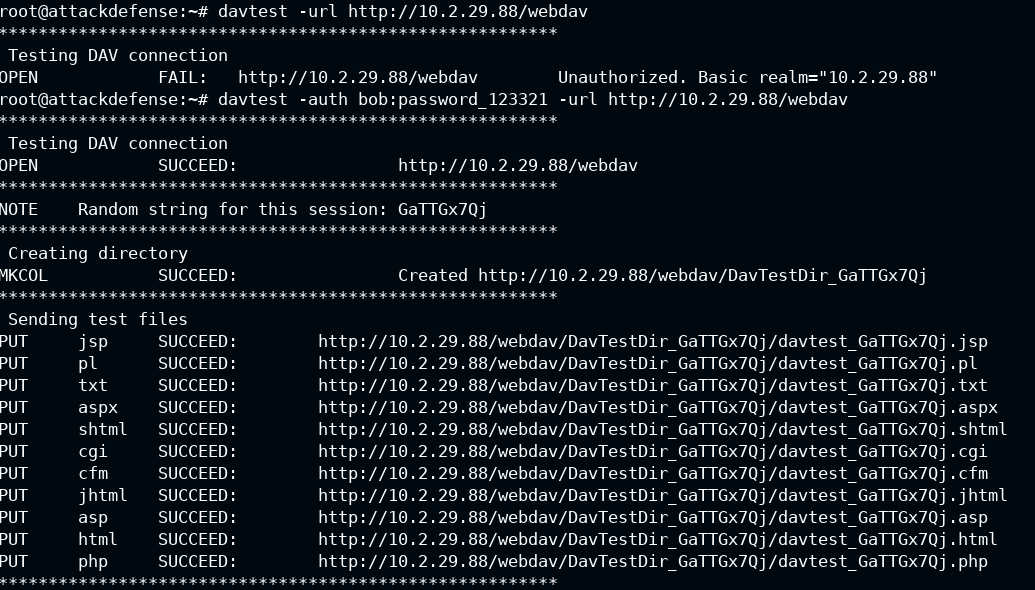 root@attackdefense:~# davtest -url http://10.2.29.88/webdav
********************************************************
Testing DAV connection
OPEN FAIL: http://10.2.29.88/webdav Unauthorized. Basic realm="10.2.29.88"
root@attackdefense:~# davtest -auth bob:password_123321 -url http://10.2.29.88/webdav
********************************************************
Testing DAV connection
OPEN SUCCEED: http://10.2.29.88/webdav
********************************************************
NOTE Random string for this session: GaTTGx7Qj
********************************************************
Creating directory
MKCOL SUCCEED: Created http://10.2.29.88/webdav/DavTestDir_GaTTGx7Qj
********************************************************
Sending test files
PUT jsp SUCCEED: http://10.2.29.88/webdav/DavTestDir_GaTTGx7Qj/davtest_GaTTGx7Qj.jsp
PUT pl SUCCEED: http://10.2.29.88/webdav/DavTestDir_GaTTGx7Qj/davtest_GaTTGx7Qj.pl
PUT txt SUCCEED: http://10.2.29.88/webdav/DavTestDir_GaTTGx7Qj/davtest_GaTTGx7Qj.txt
PUT aspx SUCCEED: http://10.2.29.88/webdav/DavTestDir_GaTTGx7Qj/davtest_GaTTGx7Qj.aspx
PUT shtml SUCCEED: http://10.2.29.88/webdav/DavTestDir_GaTTGx7Qj/davtest_GaTTGx7Qj.shtml
PUT cgi SUCCEED: http://10.2.29.88/webdav/DavTestDir_GaTTGx7Qj/davtest_GaTTGx7Qj.cgi
PUT cfm SUCCEED: http://10.2.29.88/webdav/DavTestDir_GaTTGx7Qj/davtest_GaTTGx7Qj.cfm
PUT jhtml SUCCEED: http://10.2.29.88/webdav/DavTestDir_GaTTGx7Qj/davtest_GaTTGx7Qj.jhtml
PUT asp SUCCEED: http://10.2.29.88/webdav/DavTestDir_GaTTGx7Qj/davtest_GaTTGx7Qj.asp
PUT html SUCCEED: http://10.2.29.88/webdav/DavTestDir_GaTTGx7Qj/davtest_GaTTGx7Qj.html
PUT php SUCCEED: http://10.2.29.88/webdav/DavTestDir_GaTTGx7Qj/davtest_GaTTGx7Qj.php
********************************************************